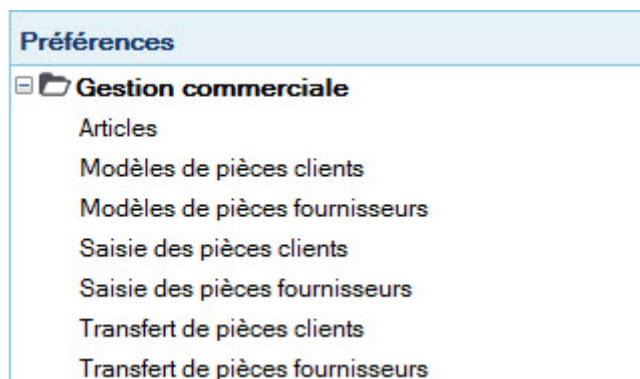 Préférences
Gestion commerciale
Articles
Modèles de pièces clients
Modèles de pièces fournisseurs
Saisie des pièces clients
Saisie des pièces fournisseurs
Transfert de pièces clients
Transfert de pièces fournisseurs